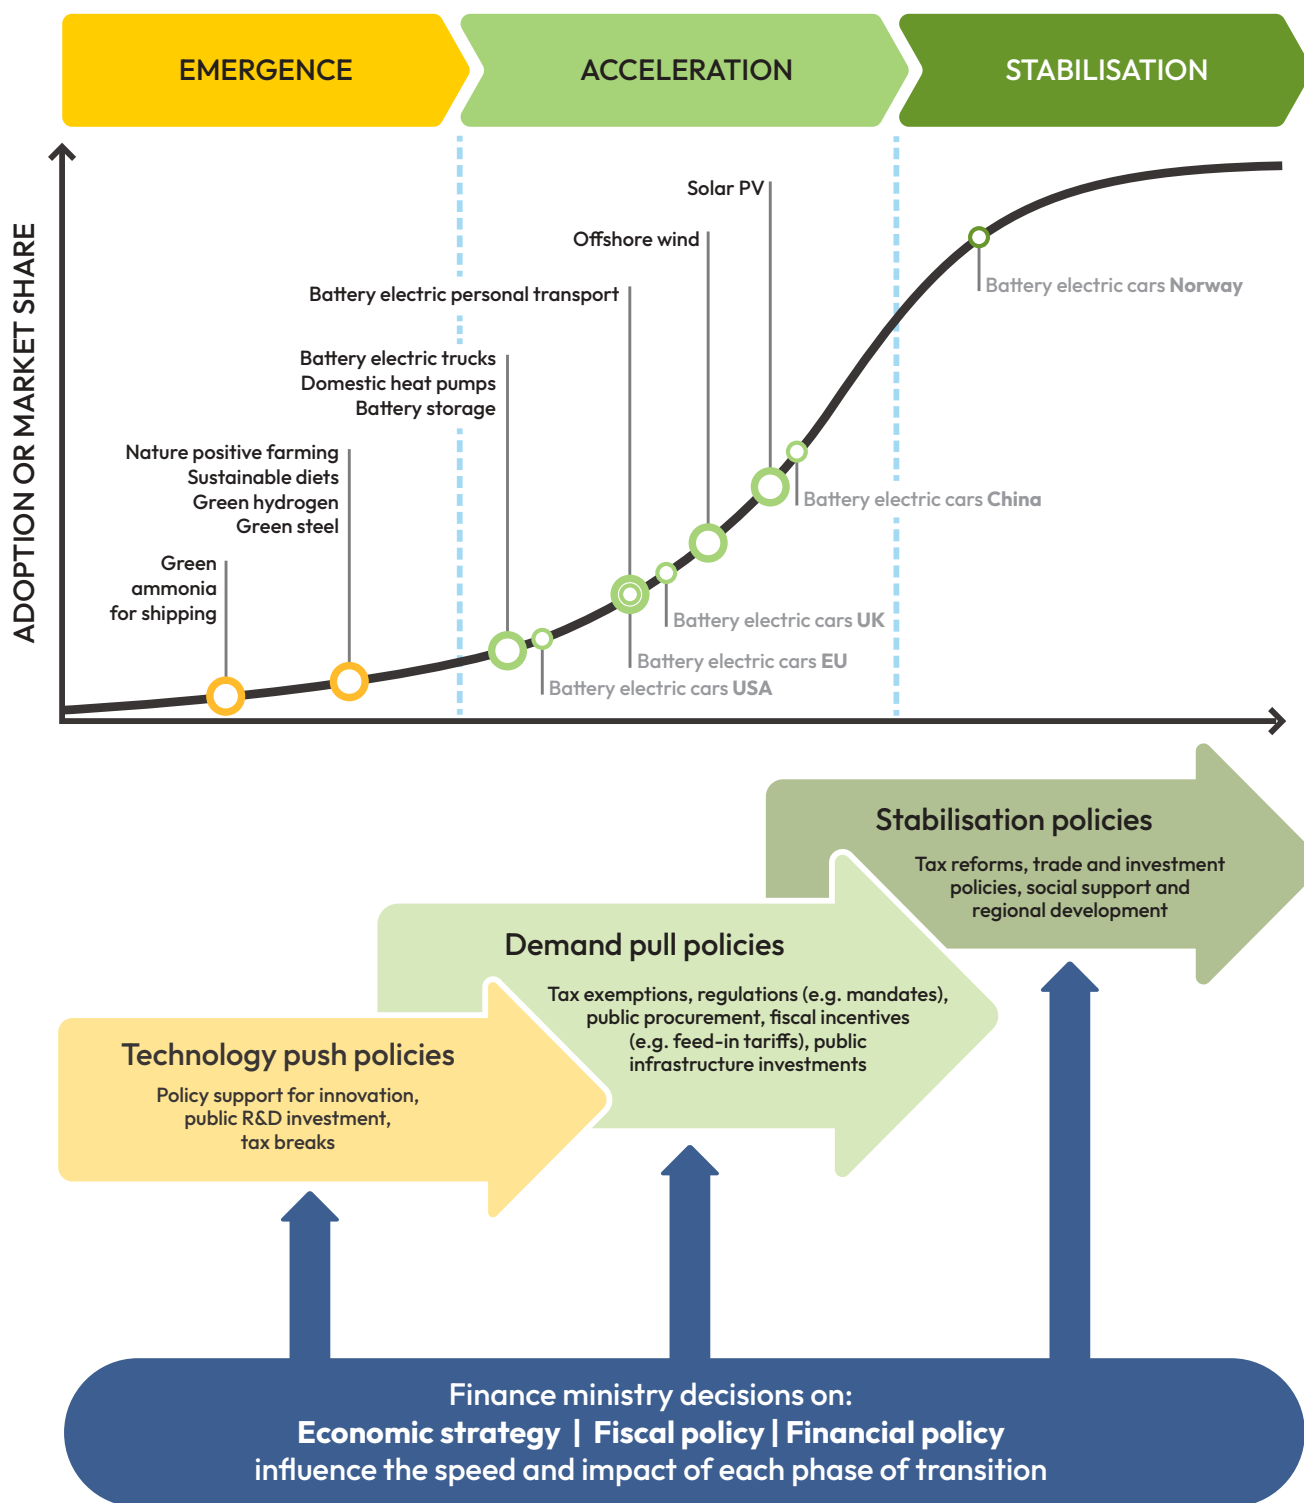 EMERGENCE
ACCELERATION
STABILISATION
ADOPTION OR MARKET SHARE
Solar PV
Offshore wind
Battery electric personal transport
Battery electric cars Norway
Battery electric trucks
Domestic heat pumps
Battery storage
Nature positive farming
Sustainable diets
Green hydrogen
Green steel
Battery electric cars China
Green
ammonia
for shipping
Battery electric cars UK
Battery electric cars EU
Battery electric cars USA
Stabilisation policies
Tax reforms, trade and investment
policies, social support and
regional development
Demand pull policies
Tax exemptions, regulations (e.g. mandates),
public procurement, fiscal incentives
(e.g. feed-in tariffs), public
infrastructure investments
Technology push policies
Policy support for innovation,
public R&D investment,
tax breaks
Finance ministry decisions on:
Economic strategy | Fiscal policy | Financial policy
influence the speed and impact of each phase of transition